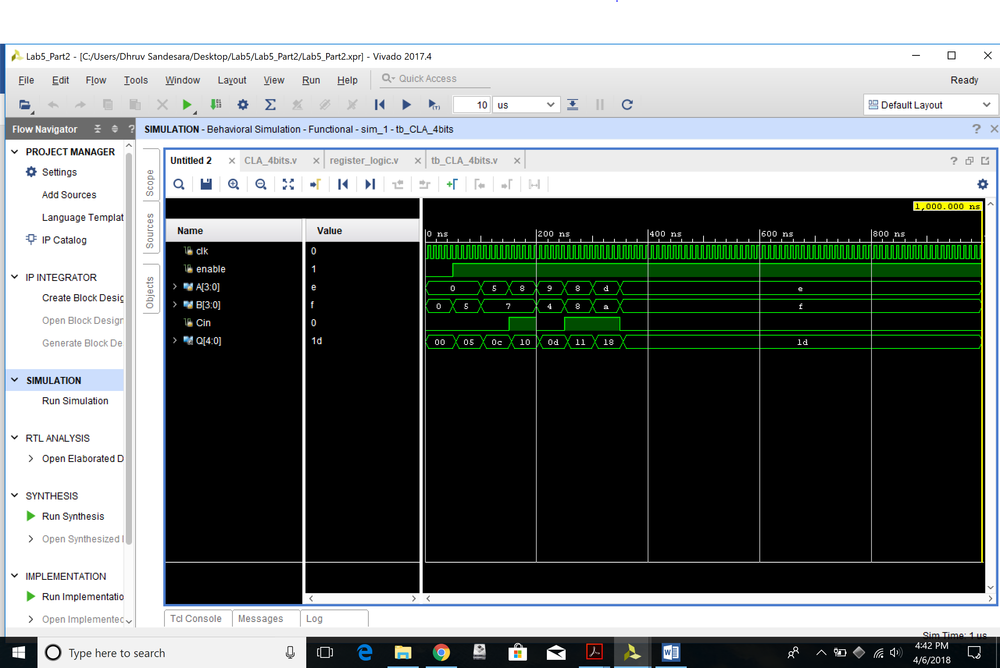 Lab5_Part2 - [C:/Users/Dhruv Sandesara/Desktop/Lab5/Lab5_Part2/Lab5_Part2.xpr] - Vivado 2017.4
File Edit Flow Tools Window Layout View Run Help Quick Access Ready
10 us Default Layout
Flow Navigator
SIMULATION - Behavioral Simulation - Functional - sim_1 - tb_CLA_4bits
PROJECT MANAGER
Settings
Add Sources
Language Templat
IP Catalog
IP INTEGRATOR
Create Block Desig
Open Block Design
Generate Block De
SIMULATION
Run Simulation
RTL ANALYSIS
Open Elaborated D
SYNTHESIS
Run Synthesis
Open Synthesized
IMPLEMENTATION
Run Implementatio
Open Implemented
Scope
Sources
Objects
Untitled 2 CLA_4bits.v register_logic.v tb_CLA_4bits.v
1,000.000 ns
Name Value
0 ns 200 ns 400 ns 600 ns 800 ns
clk 0
enable 1
A[3:0] e 0 5 8 9 8 d e
B[3:0] f 0 5 7 4 8 a f
Cin 0
Q[4:0] 1d 00 05 0c 10 0d 11 18 1d
Tcl Console Messages Log
Sim Time: 1 us
Type here to search
4:42 PM
4/6/2018